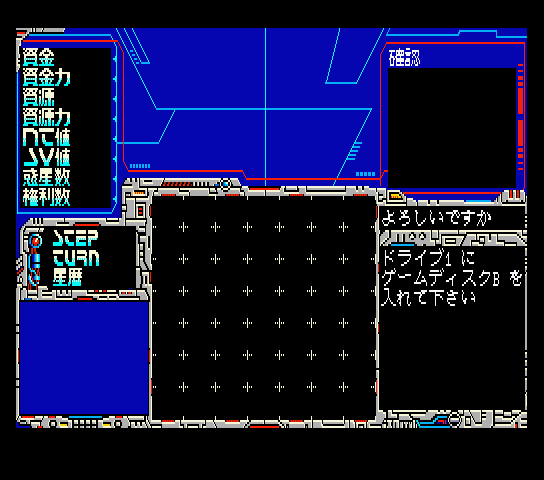 資金
資金力
資源
資源力
NT値
SV値
惑星数
権利数
確認
よろしいですか
STEP
TURN
星暦
ドライブ1 に
ゲームディスクB を
入れて下さい